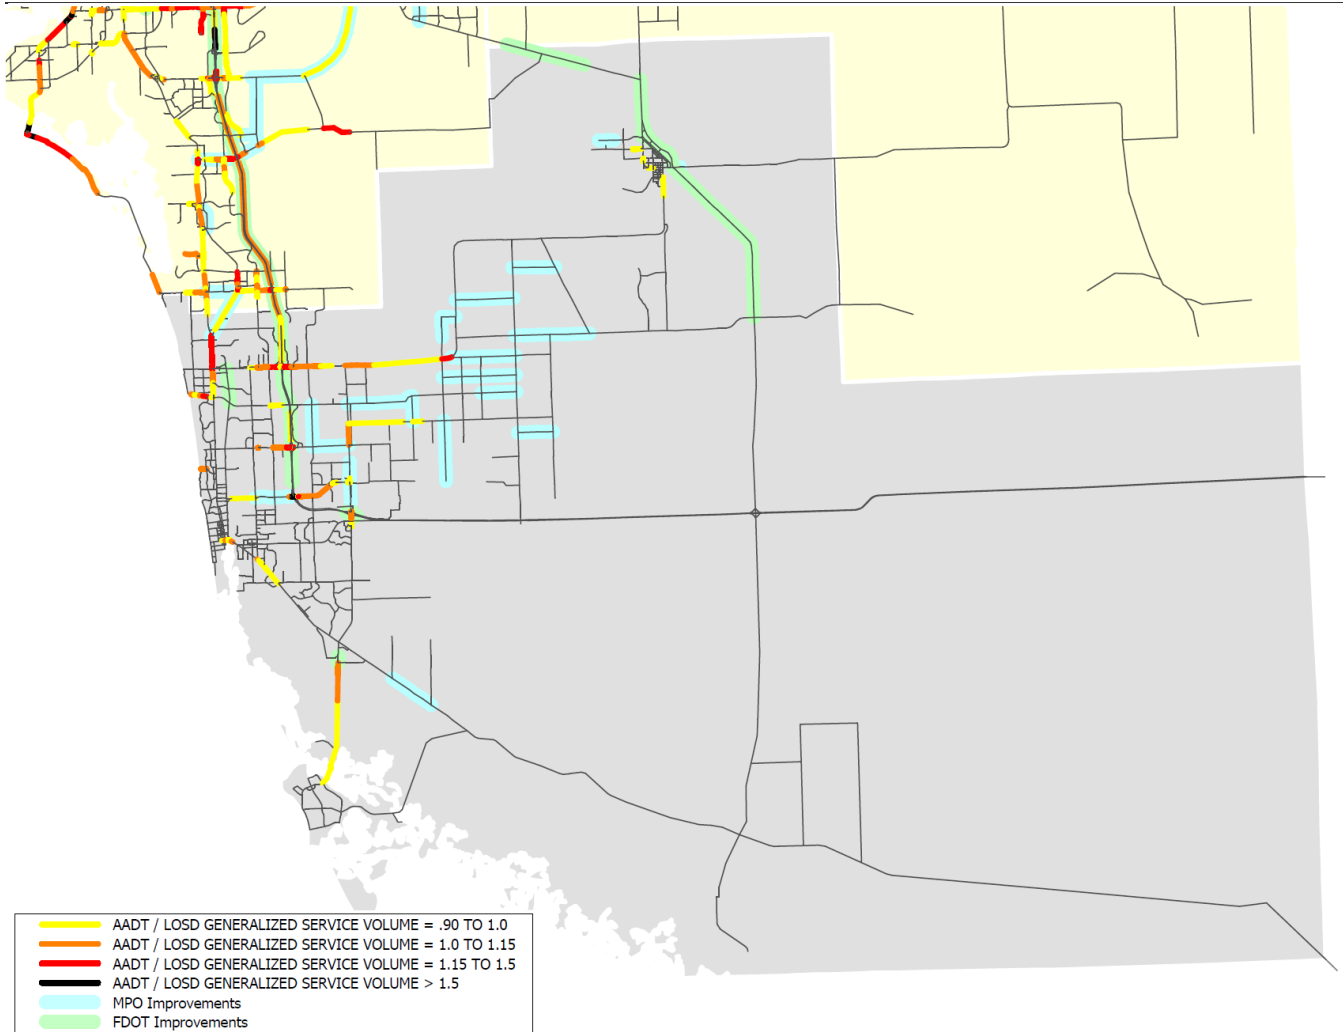 AADT / LOSD GENERALIZED SERVICE VOLUME = .90 TO 1.0
AADT / LOSD GENERALIZED SERVICE VOLUME = 1.0 TO 1.15
AADT / LOSD GENERALIZED SERVICE VOLUME = 1.15 TO 1.5
AADT / LOSD GENERALIZED SERVICE VOLUME > 1.5
MPO Improvements
FDOT Improvements